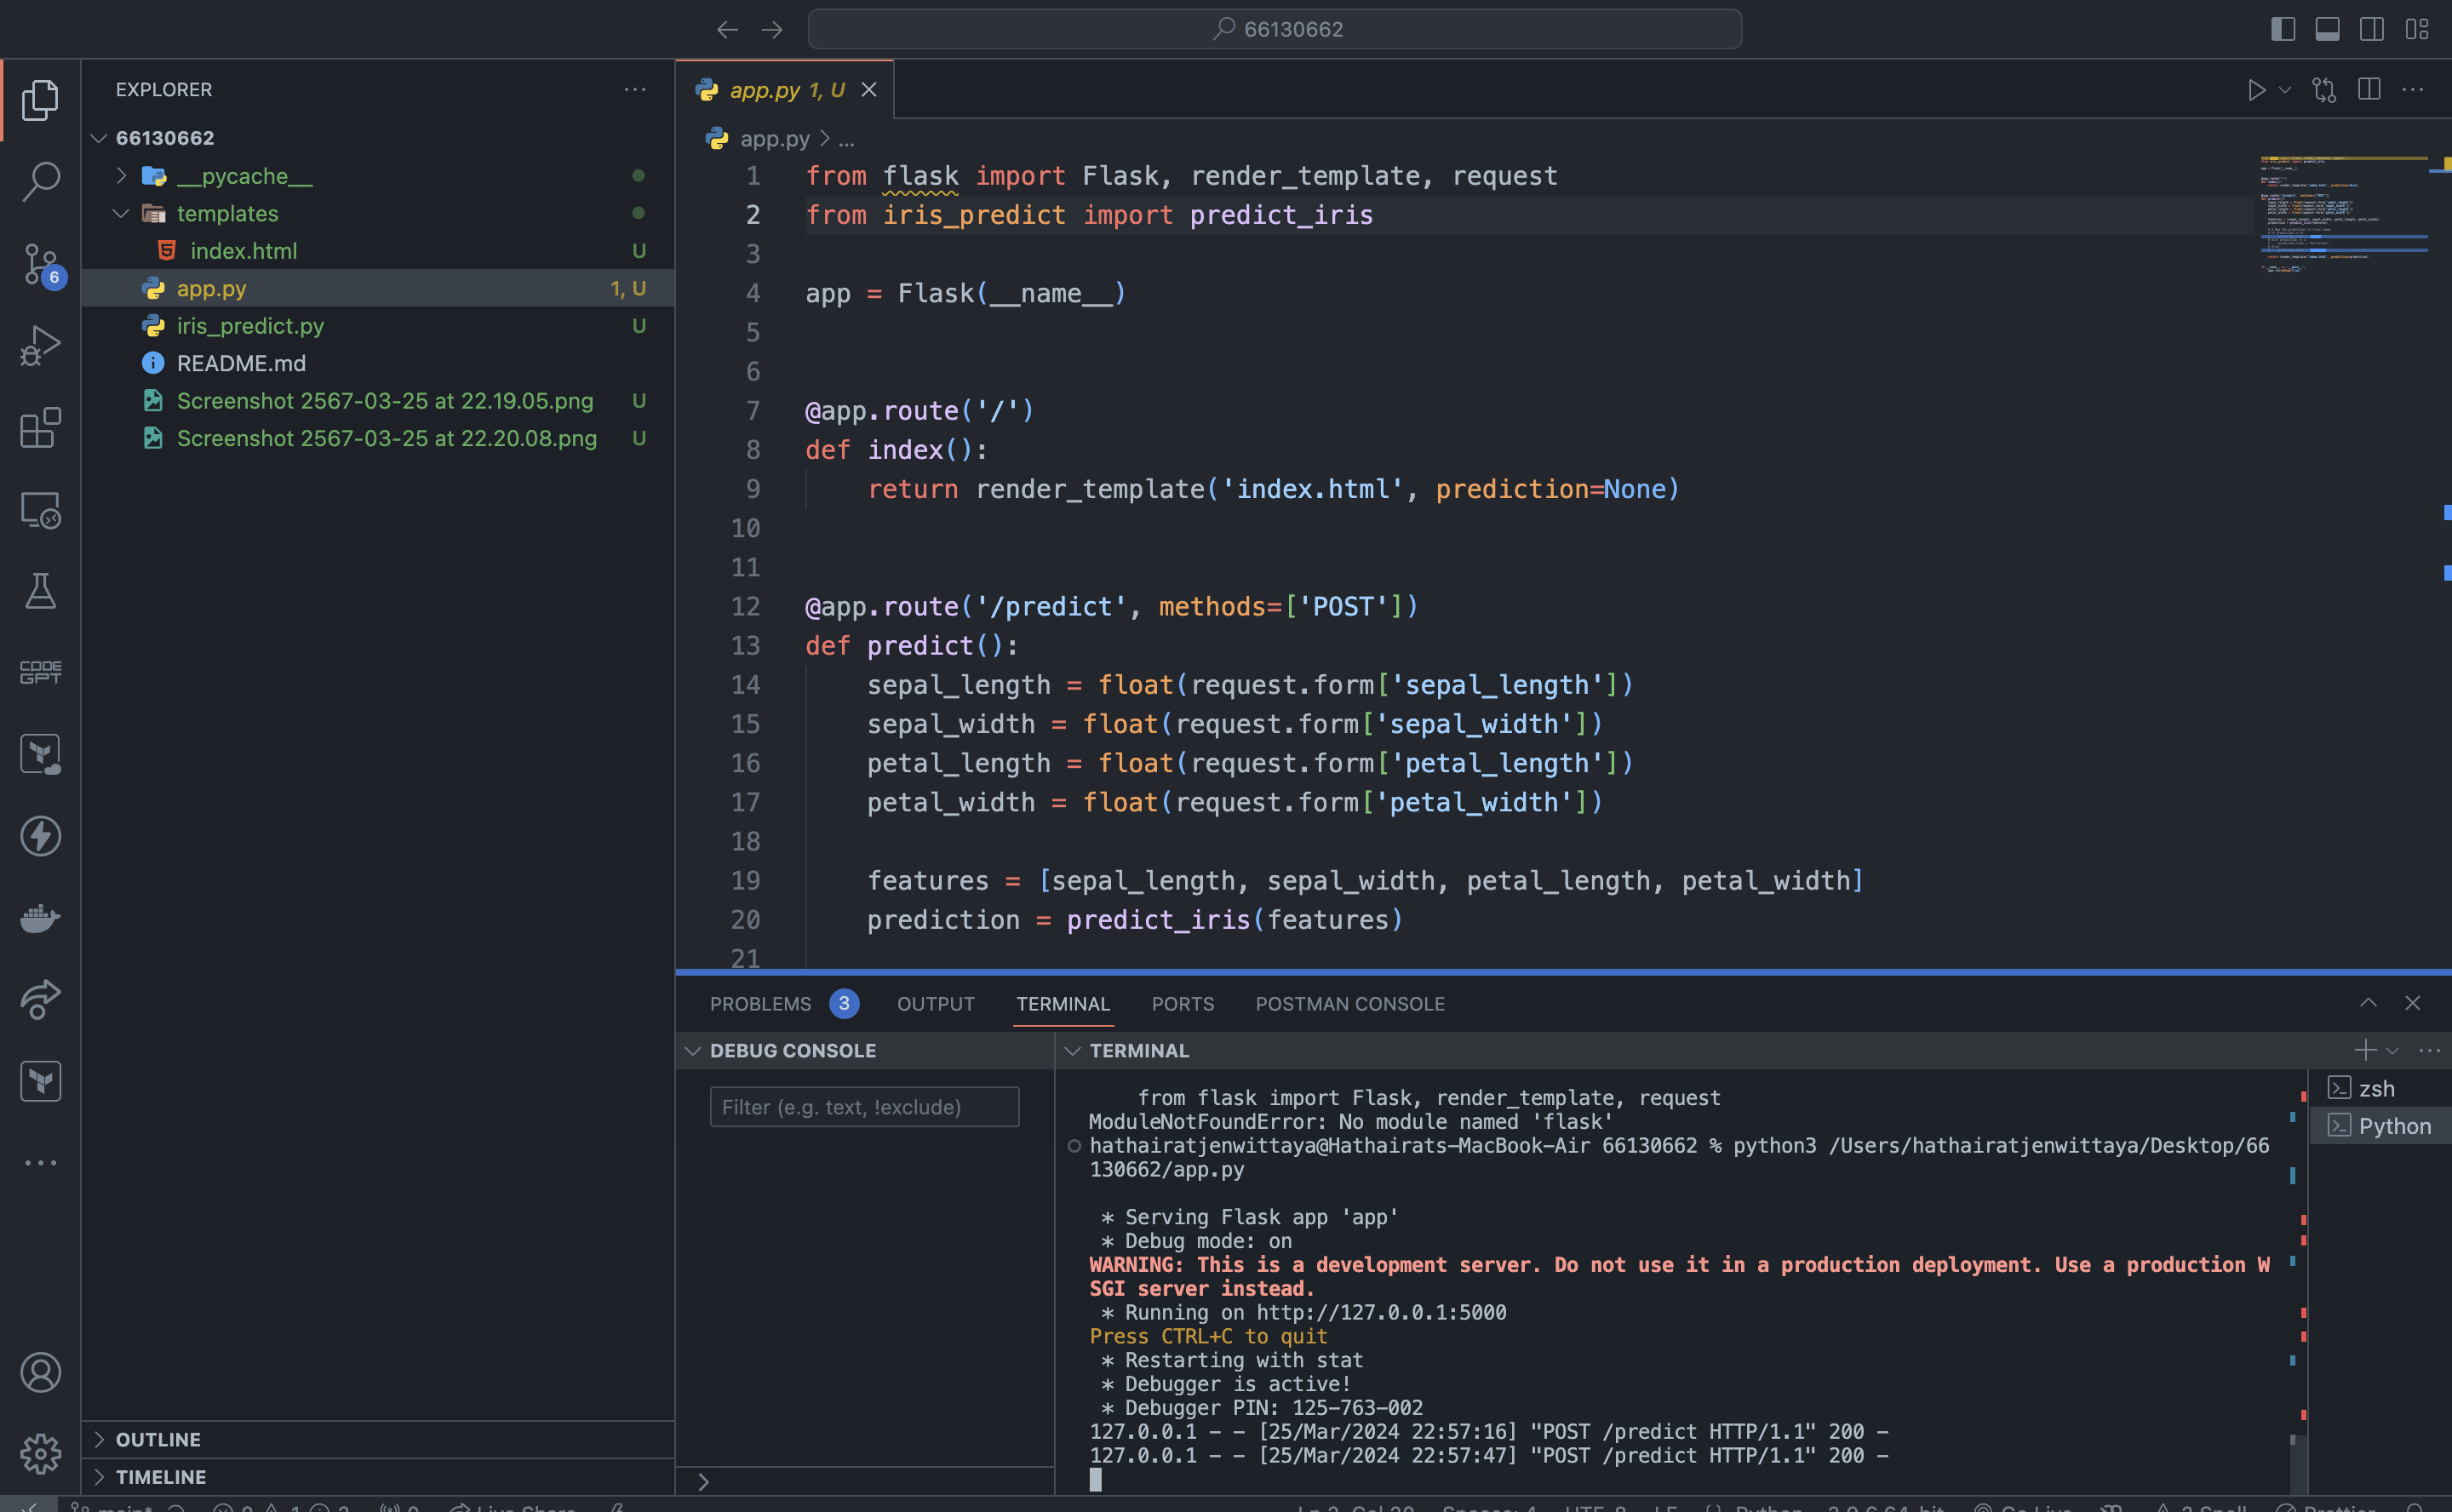 66130662
EXPLORER
66130662
__pycache__
templates
index.html U
app.py 1, U
iris_predict.py U
README.md
Screenshot 2567-03-25 at 22.19.05.png U
Screenshot 2567-03-25 at 22.20.08.png U
6
CODE
GPT
OUTLINE
TIMELINE
app.py 1, U
app.py > ...
1 from flask import Flask, render_template, request
2 from iris_predict import predict_iris
3
4 app = Flask(__name__)
5
6
7 @app.route('/')
8 def index():
9 return render_template('index.html', prediction=None)
10
11
12 @app.route('/predict', methods=['POST'])
13 def predict():
14 sepal_length = float(request.form['sepal_length'])
15 sepal_width = float(request.form['sepal_width'])
16 petal_length = float(request.form['petal_length'])
17 petal_width = float(request.form['petal_width'])
18
19 features = [sepal_length, sepal_width, petal_length, petal_width]
20 prediction = predict_iris(features)
21
PROBLEMS 3 OUTPUT TERMINAL PORTS POSTMAN CONSOLE
DEBUG CONSOLE
Filter (e.g. text, !exclude)
TERMINAL
from flask import Flask, render_template, request
ModuleNotFoundError: No module named 'flask'
hathairatjenwittaya@Hathairats-MacBook-Air 66130662 % python3 /Users/hathairatjenwittaya/Desktop/66
130662/app.py
* Serving Flask app 'app'
* Debug mode: on
WARNING: This is a development server. Do not use it in a production deployment. Use a production W
SGI server instead.
* Running on http://127.0.0.1:5000
Press CTRL+C to quit
* Restarting with stat
* Debugger is active!
* Debugger PIN: 125-763-002
127.0.0.1 - - [25/Mar/2024 22:57:16] "POST /predict HTTP/1.1" 200 -
127.0.0.1 - - [25/Mar/2024 22:57:47] "POST /predict HTTP/1.1" 200 -
zsh
Python